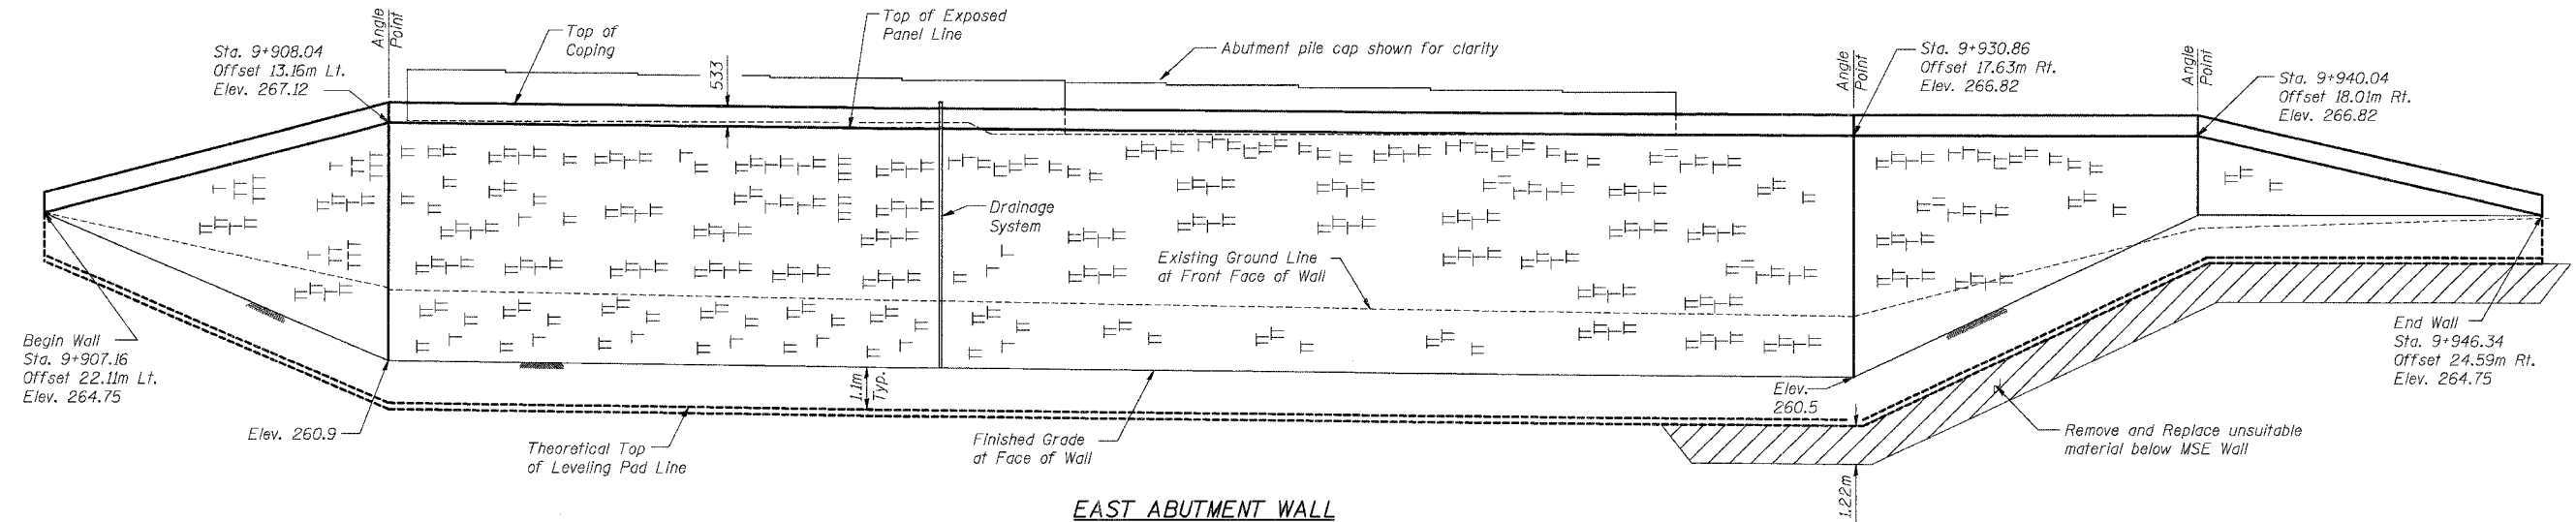 Angle
Point
Top of
Coping
Top of Exposed
Panel Line
Sta. 9+908.04
Offset 13.16m Lt.
Elev. 267.12
533
Abutment pile cap shown for clarity
Angle
Point
Sta. 9+930.86
Offset 17.63m Rt.
Elev. 266.82
Angle
Point
Sta. 9+940.04
Offset 18.01m Rt.
Elev. 266.82
Drainage
System
Existing Ground Line
at Front Face of Wall
Begin Wall
Sta. 9+907.16
Offset 22.11m Lt.
Elev. 264.75
End Wall
Sta. 9+946.34
Offset 24.59m Rt.
Elev. 264.75
1.1m
Typ.
Elev.
260.5
Elev. 260.9
Theoretical Top
of Leveling Pad Line
Finished Grade
at Face of Wall
Remove and Replace unsuitable
material below MSE Wall
1.22m
EAST ABUTMENT WALL